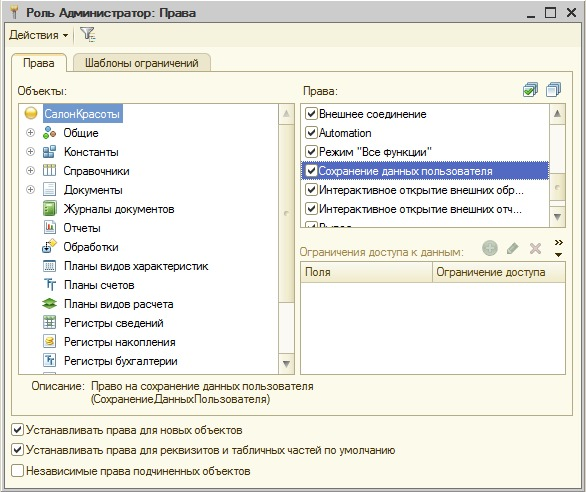 Роль Администратор: Права
Действия
Права
Шаблоны ограничений
Объекты:
СалонКрасоты
Общие
Константы
Справочники
Документы
Журналы документов
Отчеты
Обработки
Планы видов характеристик
Планы счетов
Планы видов расчета
Регистры сведений
Регистры накопления
Регистры бухгалтерии
Права:
Внешнее соединение
Automation
Режим "Все функции"
Сохранение данных пользователя
Интерактивное открытие внешних обр...
Интерактивное открытие внешних отч...
Ограничения доступа к данным:
Поля
Ограничение доступа
Описание: Право на сохранение данных пользователя
(СохранениеДанныхПользователя)
Устанавливать права для новых объектов
Устанавливать права для реквизитов и табличных частей по умолчанию
Независимые права подчиненных объектов